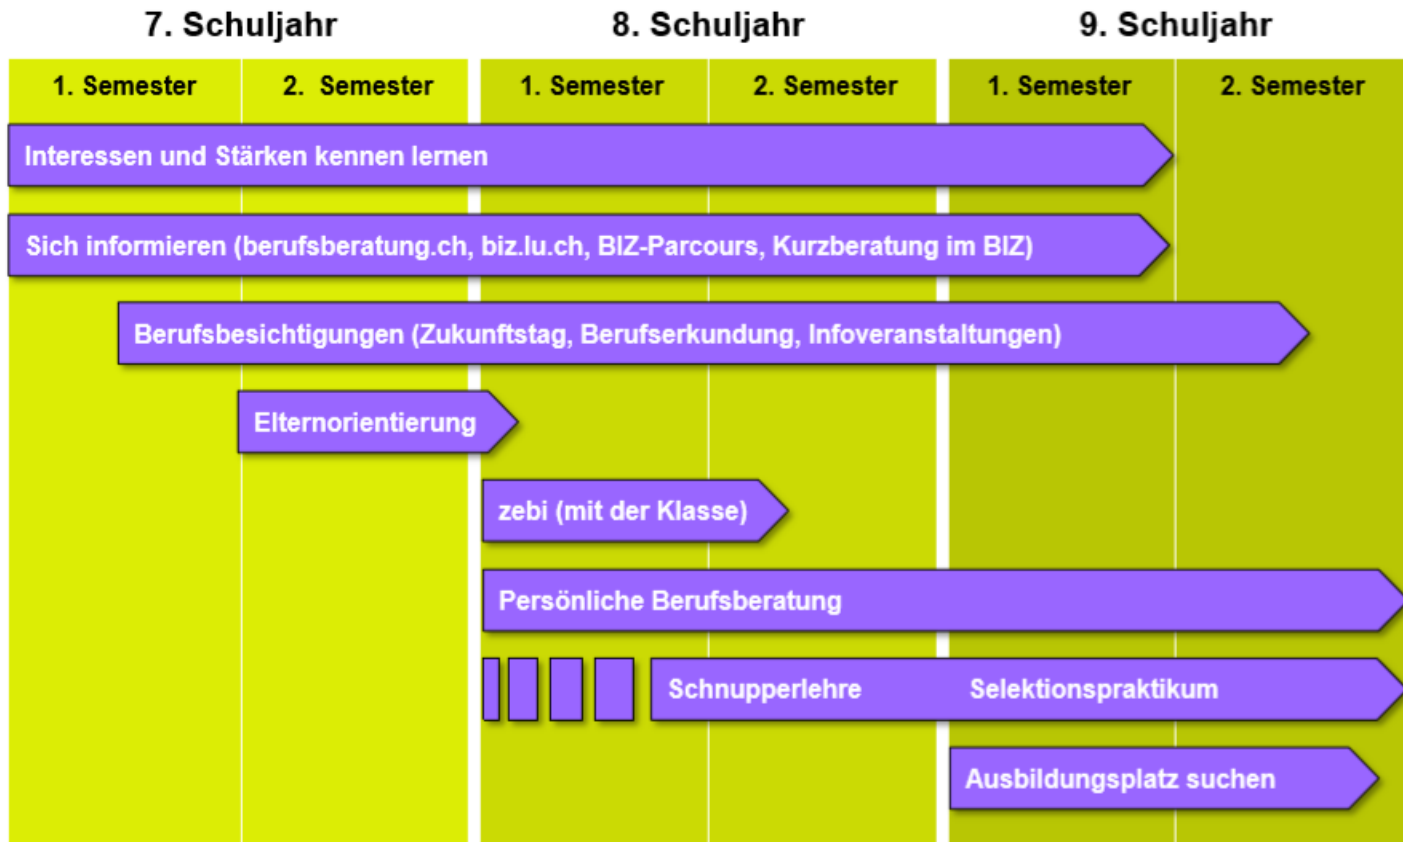 7. Schuljahr 8. Schuljahr 9. Schuljahr
1. Semester 2. Semester 1. Semester 2. Semester 1. Semester 2. Semester
Interessen und Stärken kennen lernen
Sich informieren (berufsberatung.ch, biz.lu.ch, BIZ-Parcours, Kurzberatung im BIZ)
Berufsbesichtigungen (Zukunftstag, Berufserkundung, Infoveranstaltungen)
Elternorientierung
zebi (mit der Klasse)
Persönliche Berufsberatung
Schnupperlehre Selektionspraktikum
Ausbildungsplatz suchen